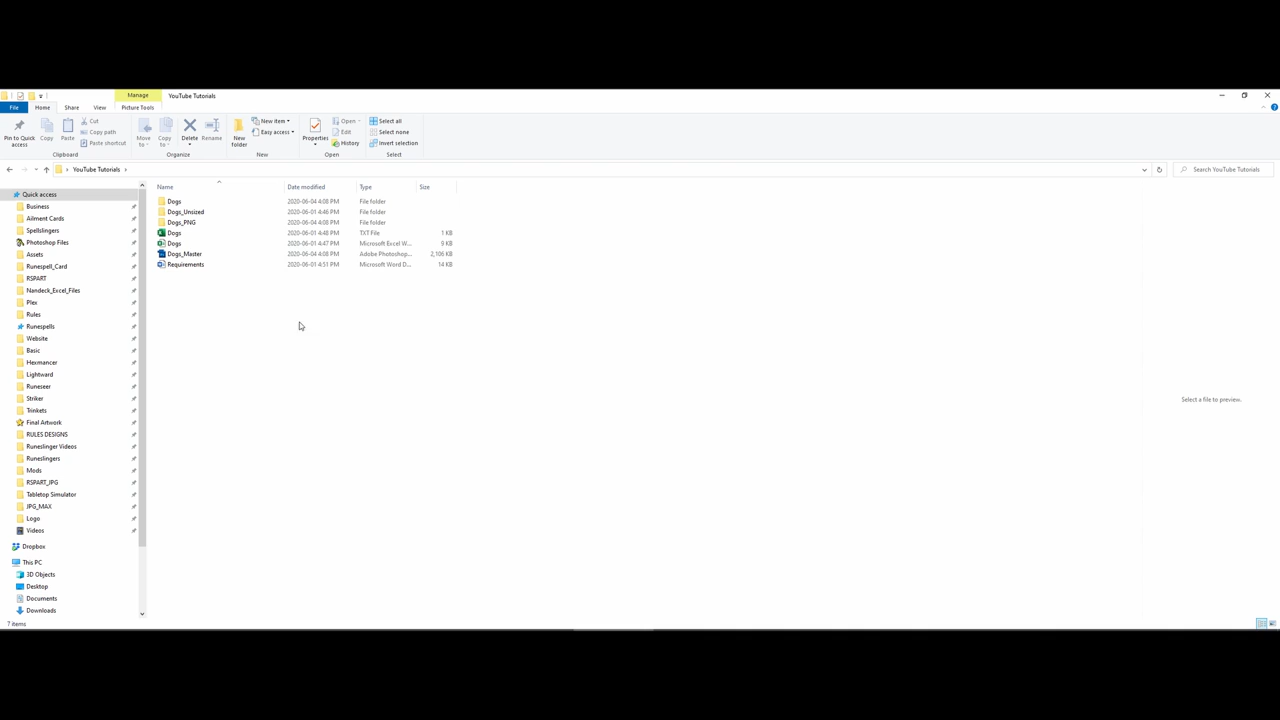 Manage YouTube Tutorials
File Home Share View Picture Tools
Pin to Quick access
Copy
Paste
Cut
Copy path
Paste shortcut
Clipboard
Move to
Copy to
Delete
Rename
Organize
New folder
New item
Easy access
New
Properties
Open
Edit
History
Open
Select all
Select none
Invert selection
Select
YouTube Tutorials
Search YouTube Tutorials
Quick access
Business
Ailment Cards
Spellslingers
Photoshop Files
Assets
Runespell_Card
RSPART
Nandeck_Excel_Files
Plex
Rules
Runespells
Website
Basic
Hexmancer
Lightward
Runeseer
Striker
Trinkets
Final Artwork
RULES DESIGNS
Runeslinger Videos
Runeslingers
Mods
RSPART_JPG
Tabletop Simulator
JPG_MAX
Logo
Videos
Dropbox
This PC
3D Objects
Desktop
Documents
Downloads
Name Date modified Type Size
Dogs 2020-06-04 4:08 PM File folder
Dogs_Unsized 2020-06-01 4:46 PM File folder
Dogs_PNG 2020-06-04 4:08 PM File folder
Dogs 2020-06-01 4:48 PM TXT File 1 KB
Dogs 2020-06-01 4:47 PM Microsoft Excel W... 9 KB
Dogs_Master 2020-06-04 4:08 PM Adobe Photoshop... 2,106 KB
Requirements 2020-06-01 4:51 PM Microsoft Word D... 14 KB
Select a file to preview.
7 items